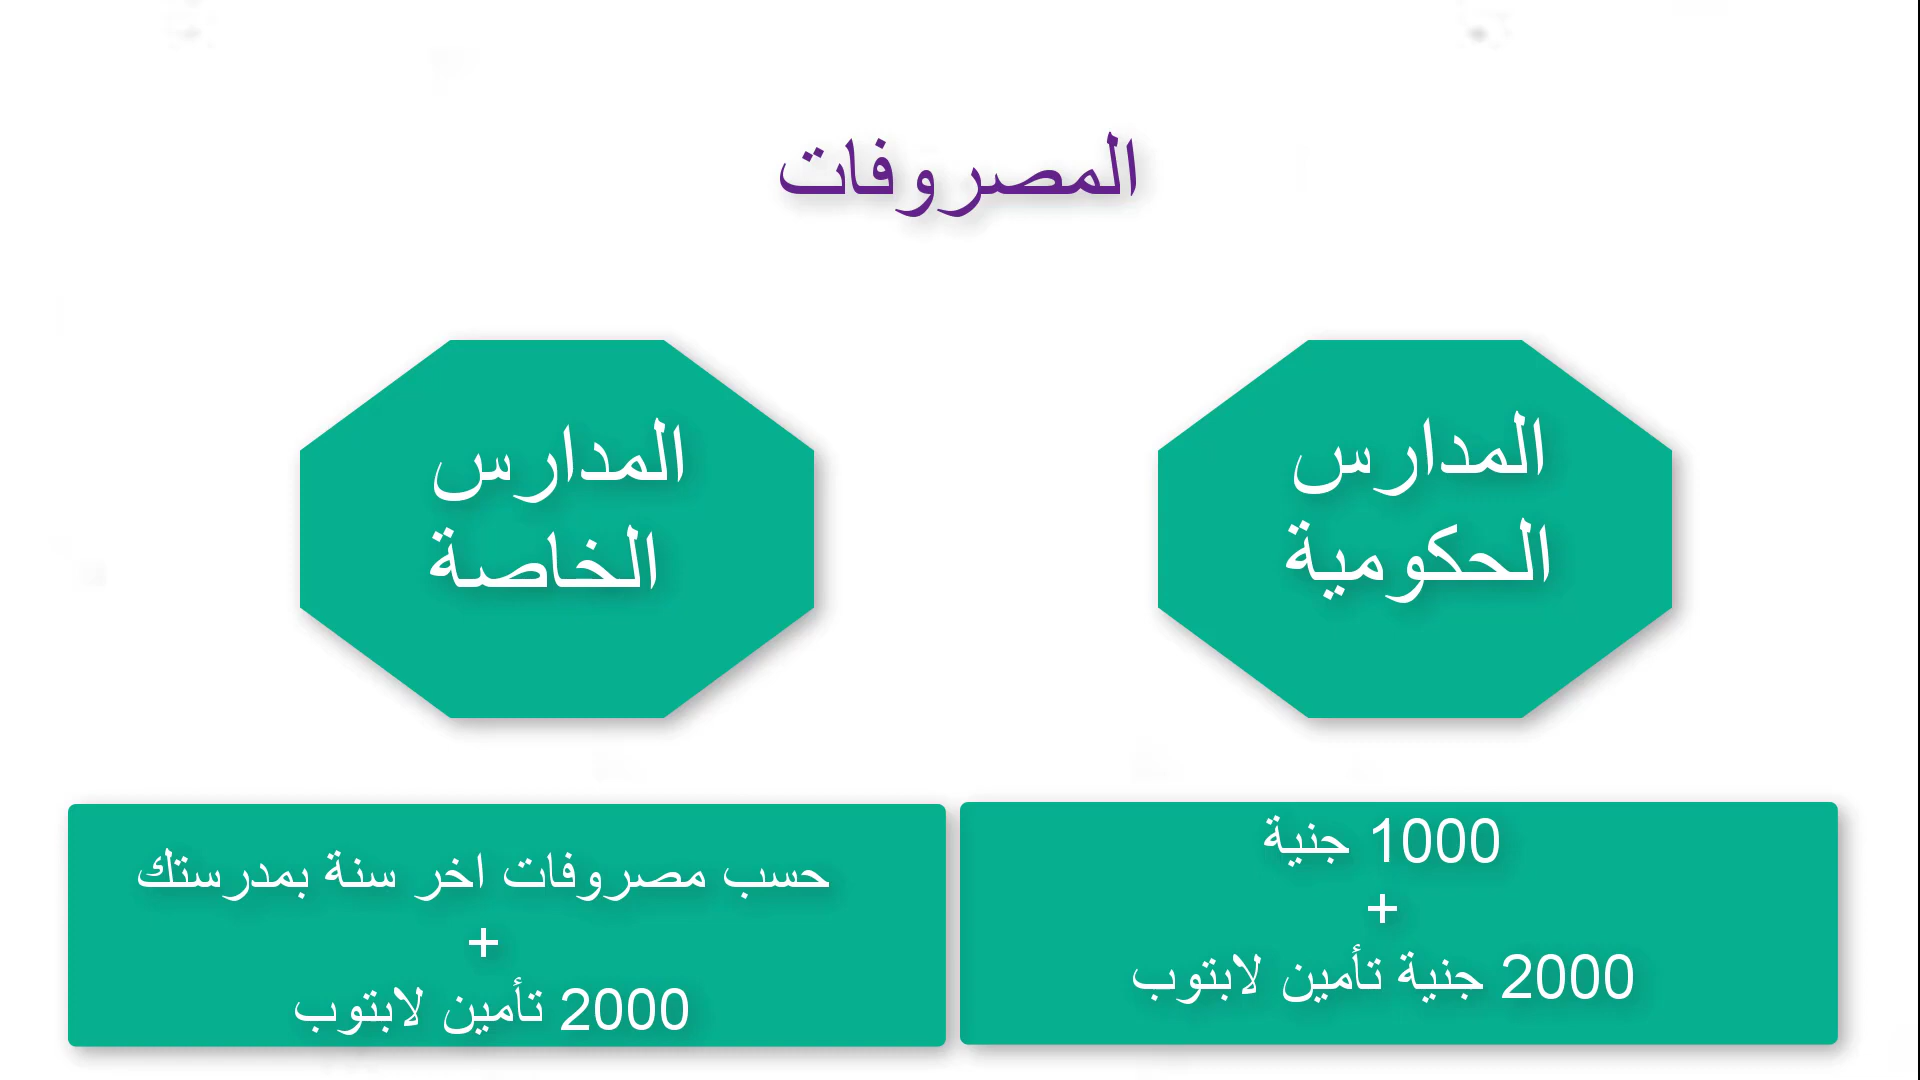 المصروفات
المدارس
الحكومية
1000 جنية
+
2000 جنية تأمين لابتوب
المدارس
الخاصة
حسب مصروفات اخر سنة بمدرستك
+
2000 تأمين لابتوب